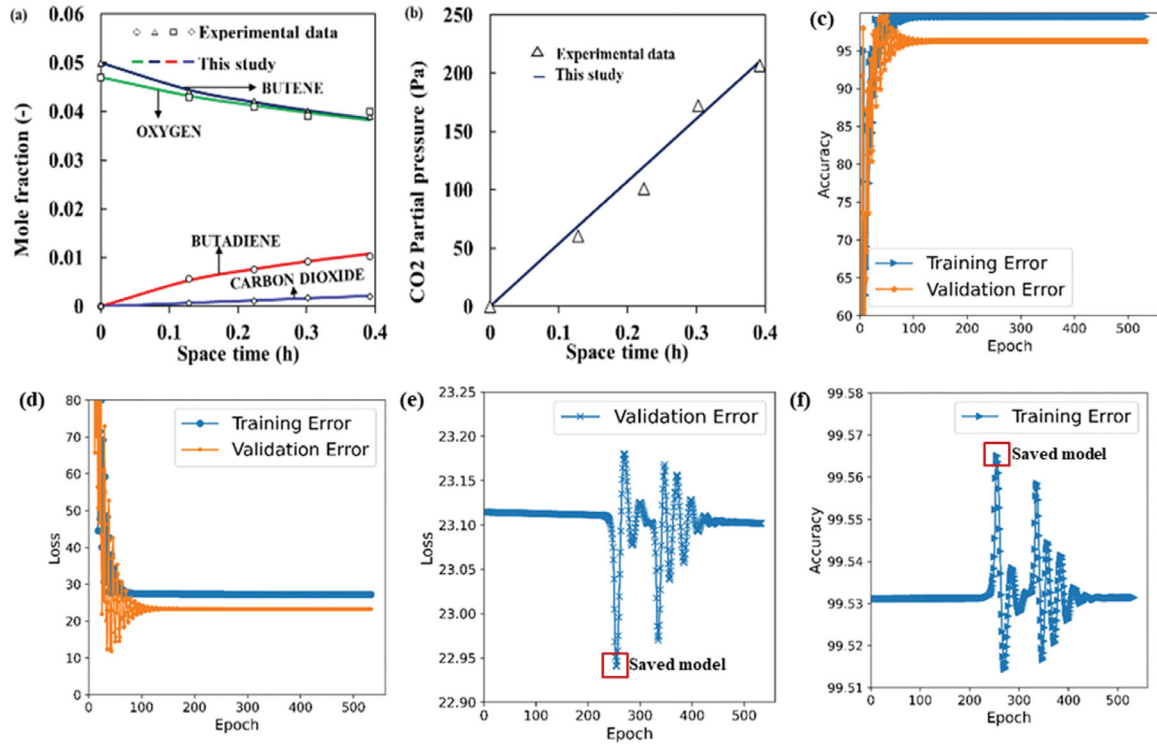 (a)
Experimental data
This study
BUTENE
OXYGEN
BUTADIENE
CARBON DIOXIDE
Mole fraction (-)
0.06
0.05
0.04
0.03
0.02
0.01
0
0 0.1 0.2 0.3 0.4
Space time (h)
(b)
Experimental data
This study
CO2 Partial pressure (Pa)
250
200
150
100
50
0
0 0.1 0.2 0.3 0.4
Space time (h)
(c)
Training Error
Validation Error
Accuracy
95
90
85
80
75
70
65
60
0 100 200 300 400 500
Epoch
(d)
Training Error
Validation Error
Loss
80
70
60
50
40
30
20
10
0
0 100 200 300 400 500
Epoch
(e)
Validation Error
Saved model
Loss
23.25
23.20
23.15
23.10
23.05
23.00
22.95
22.90
0 100 200 300 400 500
Epoch
(f)
Training Error
Saved model
Accuracy
99.58
99.57
99.56
99.55
99.54
99.53
99.52
99.51
0 100 200 300 400 500
Epoch